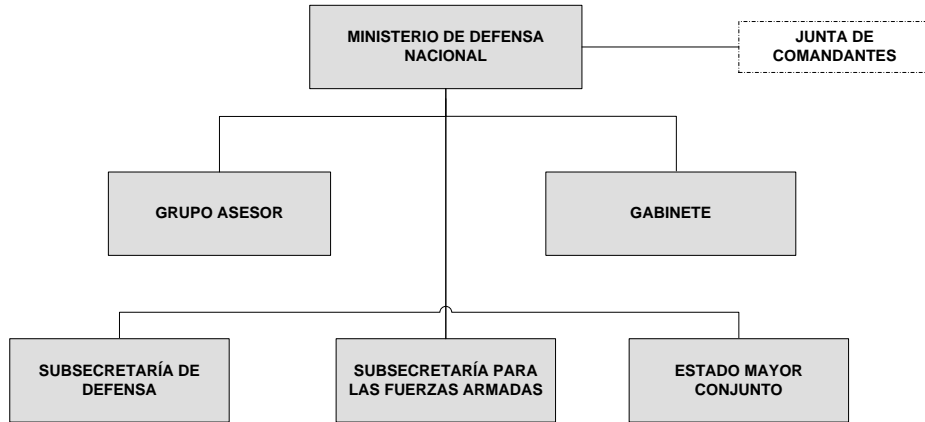 MINISTERIO DE DEFENSA
NACIONAL
JUNTA DE
COMANDANTES
GRUPO ASESOR
GABINETE
SUBSECRETARÍA DE
DEFENSA
SUBSECRETARÍA PARA
LAS FUERZAS ARMADAS
ESTADO MAYOR
CONJUNTO